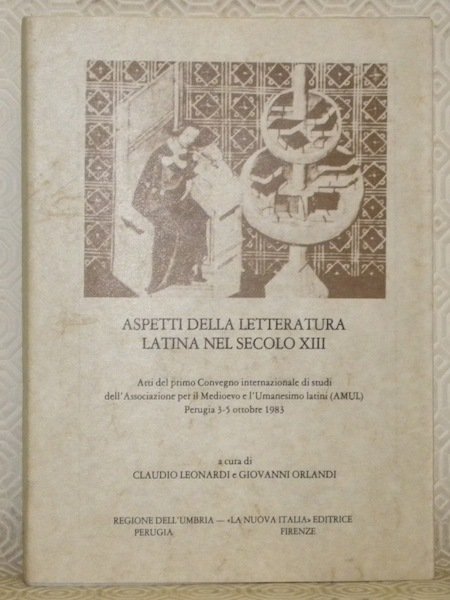 ASPETTI DELLA LETTERATURA
LATINA NEL SECOLO XIII
Atti del primo Convegno internazionale di studi
dell'Associazione per il Medioevo e l'Umanesimo latini (AMUL)
Perugia 3-5 ottobre 1983
a cura di
CLAUDIO LEONARDI e GIOVANNI ORLANDI
REGIONE DELL'UMBRIA — «LA NUOVA ITALIA» EDITRICE
PERUGIA FIRENZE